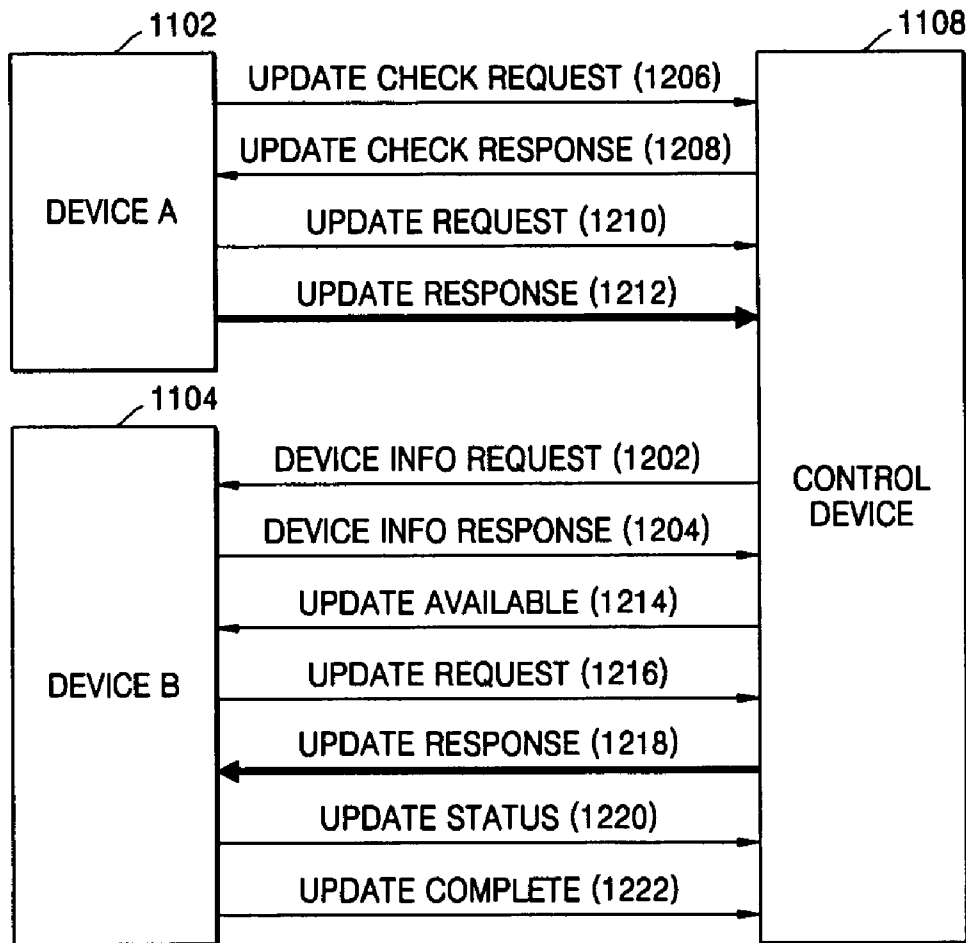 1102
1108
UPDATE CHECK REQUEST (1206)
UPDATE CHECK RESPONSE (1208)
DEVICE A
UPDATE REQUEST (1210)
UPDATE RESPONSE (1212)
1104
DEVICE INFO REQUEST (1202)
CONTROL
DEVICE
DEVICE INFO RESPONSE (1204)
UPDATE AVAILABLE (1214)
DEVICE B
UPDATE REQUEST (1216)
UPDATE RESPONSE (1218)
UPDATE STATUS (1220)
UPDATE COMPLETE (1222)